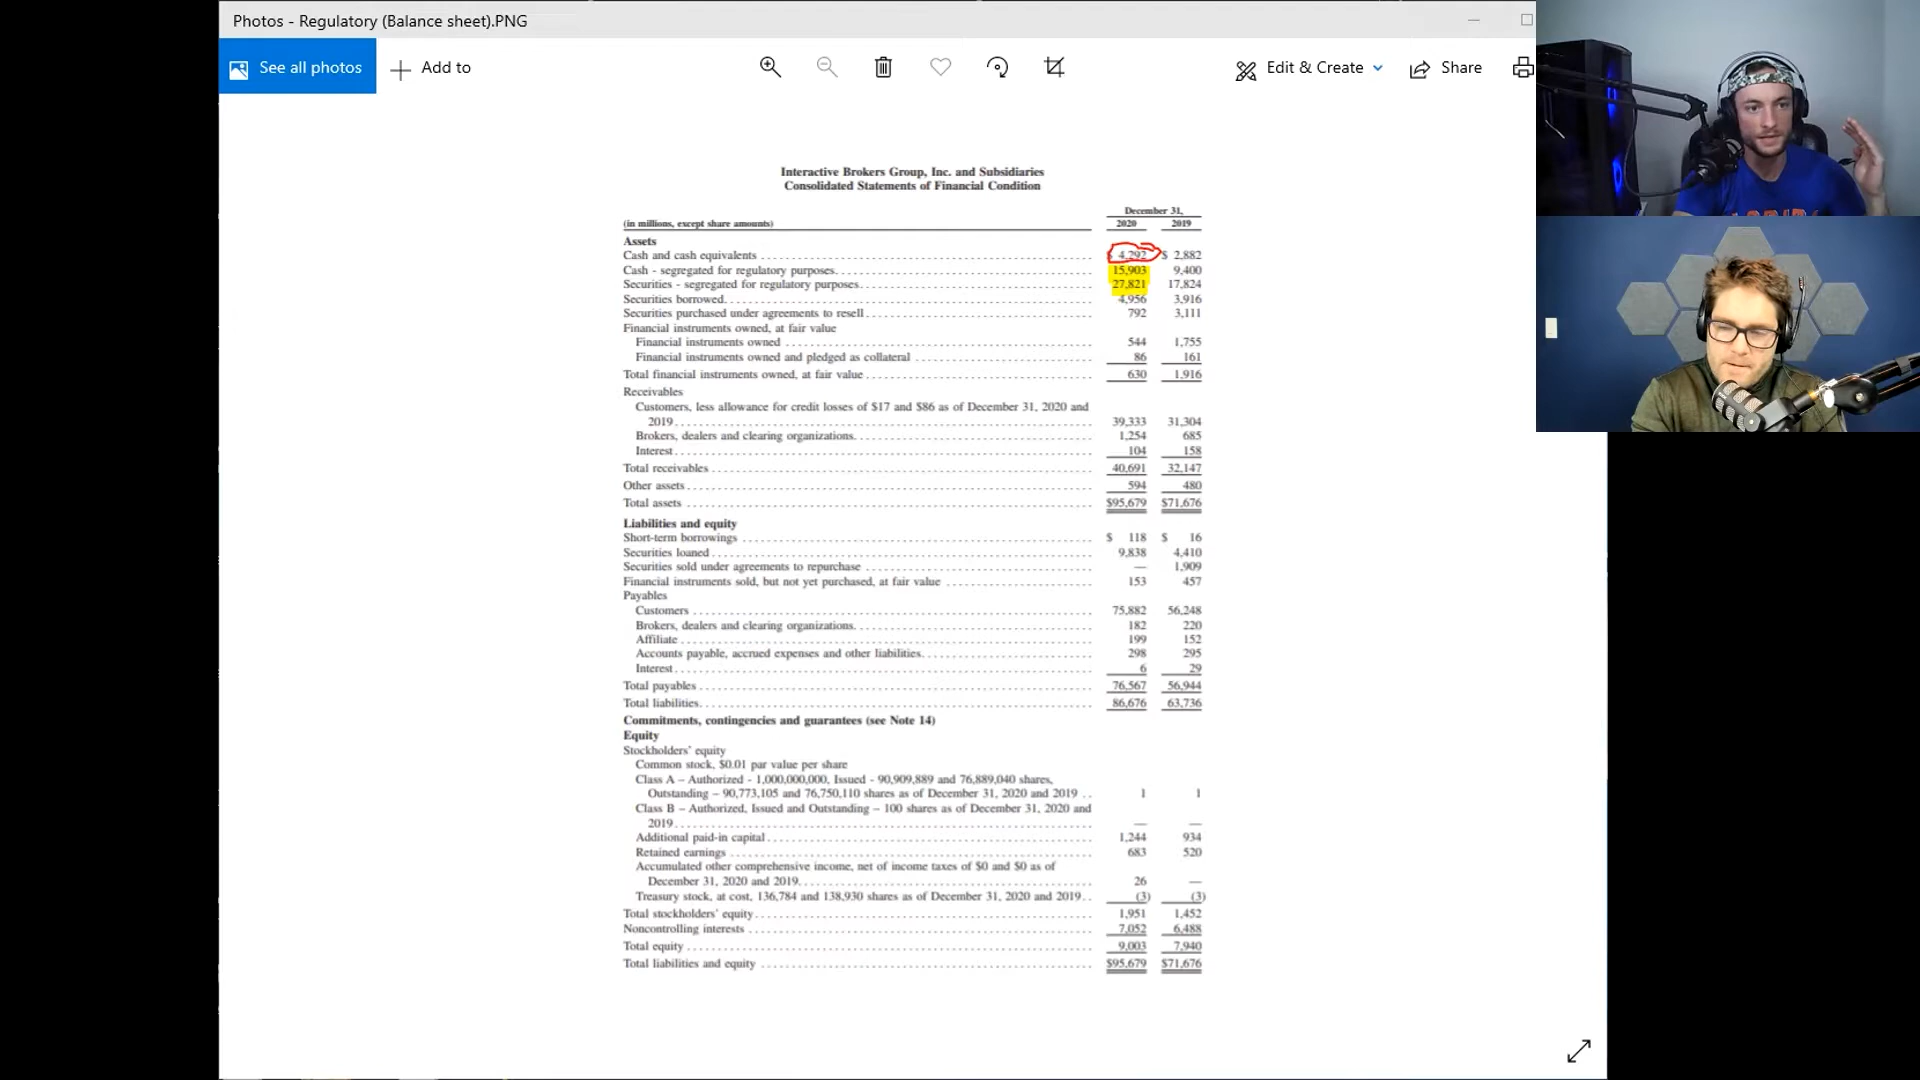 Photos - Regulatory (Balance sheet).PNG
See all photos
Add to
Edit & Create
Share
Interactive Brokers Group, Inc. and Subsidiaries
Consolidated Statements of Financial Condition
December 31,
(in millions, except share amounts) 2020 2019
Assets
Cash and cash equivalents $ 4,292 $ 2,882
Cash - segregated for regulatory purposes 15,903 9,400
Securities - segregated for regulatory purposes 27,821 17,824
Securities borrowed 4,956 3,916
Securities purchased under agreements to resell 792 3,111
Financial instruments owned, at fair value
Financial instruments owned 544 1,755
Financial instruments owned and pledged as collateral 86 161
Total financial instruments owned, at fair value 630 1,916
Receivables
Customers, less allowance for credit losses of $17 and $86 as of December 31, 2020 and
2019 39,333 31,304
Brokers, dealers and clearing organizations 1,254 685
Interest 104 158
Total receivables 40,691 32,147
Other assets 594 480
Total assets $95,679 $71,676
Liabilities and equity
Short-term borrowings $ 118 $ 16
Securities loaned 9,838 4,410
Securities sold under agreements to repurchase — 1,909
Financial instruments sold, but not yet purchased, at fair value 153 457
Payables
Customers 75,882 56,248
Brokers, dealers and clearing organizations 182 220
Affiliate 199 152
Accounts payable, accrued expenses and other liabilities 298 295
Interest 6 29
Total payables 76,567 56,944
Total liabilities 86,676 63,736
Commitments, contingencies and guarantees (see Note 14)
Equity
Stockholders' equity
Common stock, $0.01 par value per share
Class A – Authorized - 1,000,000,000, Issued - 90,909,889 and 76,889,040 shares,
Outstanding – 90,773,105 and 76,750,110 shares as of December 31, 2020 and 2019 1 1
Class B – Authorized, Issued and Outstanding – 100 shares as of December 31, 2020 and
2019 — —
Additional paid-in capital 1,244 934
Retained earnings 683 520
Accumulated other comprehensive income, net of income taxes of $0 and $0 as of
December 31, 2020 and 2019 26 —
Treasury stock, at cost, 136,784 and 138,930 shares as of December 31, 2020 and 2019 (3) (3)
Total stockholders' equity 1,951 1,452
Noncontrolling interests 7,052 6,488
Total equity 9,003 7,940
Total liabilities and equity $95,679 $71,676